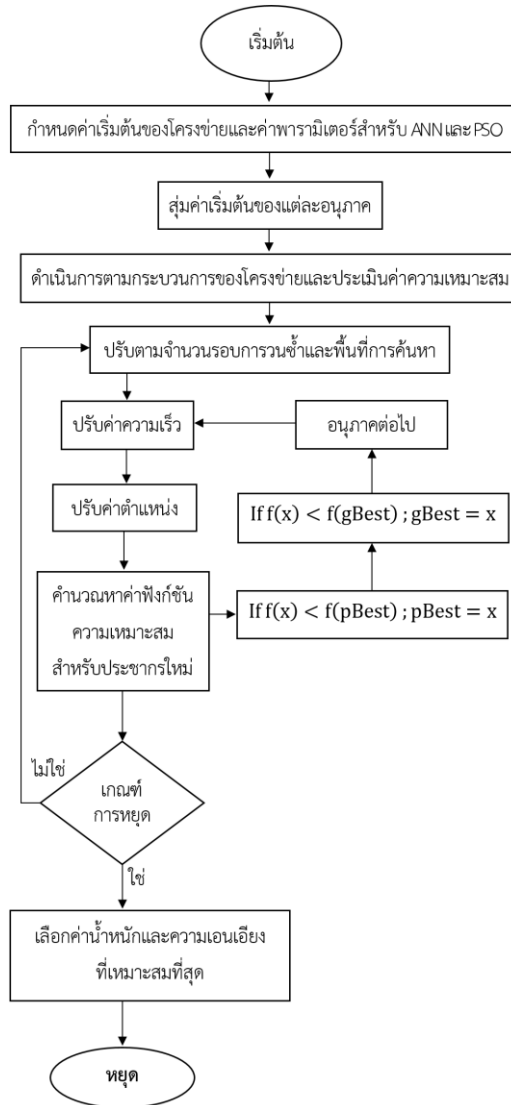 เริ่มต้น
กำหนดค่าเริ่มต้นของโครงข่ายและค่าพารามิเตอร์สำหรับ ANN และ PSO
สุ่มค่าเริ่มต้นของแต่ละอนุภาค
ดำเนินการตามกระบวนการของโครงข่ายและประเมินค่าความเหมาะสม
ปรับตามจำนวนรอบการวนซ้ำและพื้นที่การค้นหา
ปรับค่าความเร็ว
อนุภาคต่อไป
ปรับค่าตำแหน่ง
If f(x) < f(gBest) ; gBest = x
คำนวณหาค่าฟังก์ชัน
ความเหมาะสม
สำหรับประชากรใหม่
If f(x) < f(pBest) ; pBest = x
ไม่ใช่
เกณฑ์
การหยุด
ใช่
เลือกค่าน้ำหนักและความเอนเอียง
ที่เหมาะสมที่สุด
หยุด